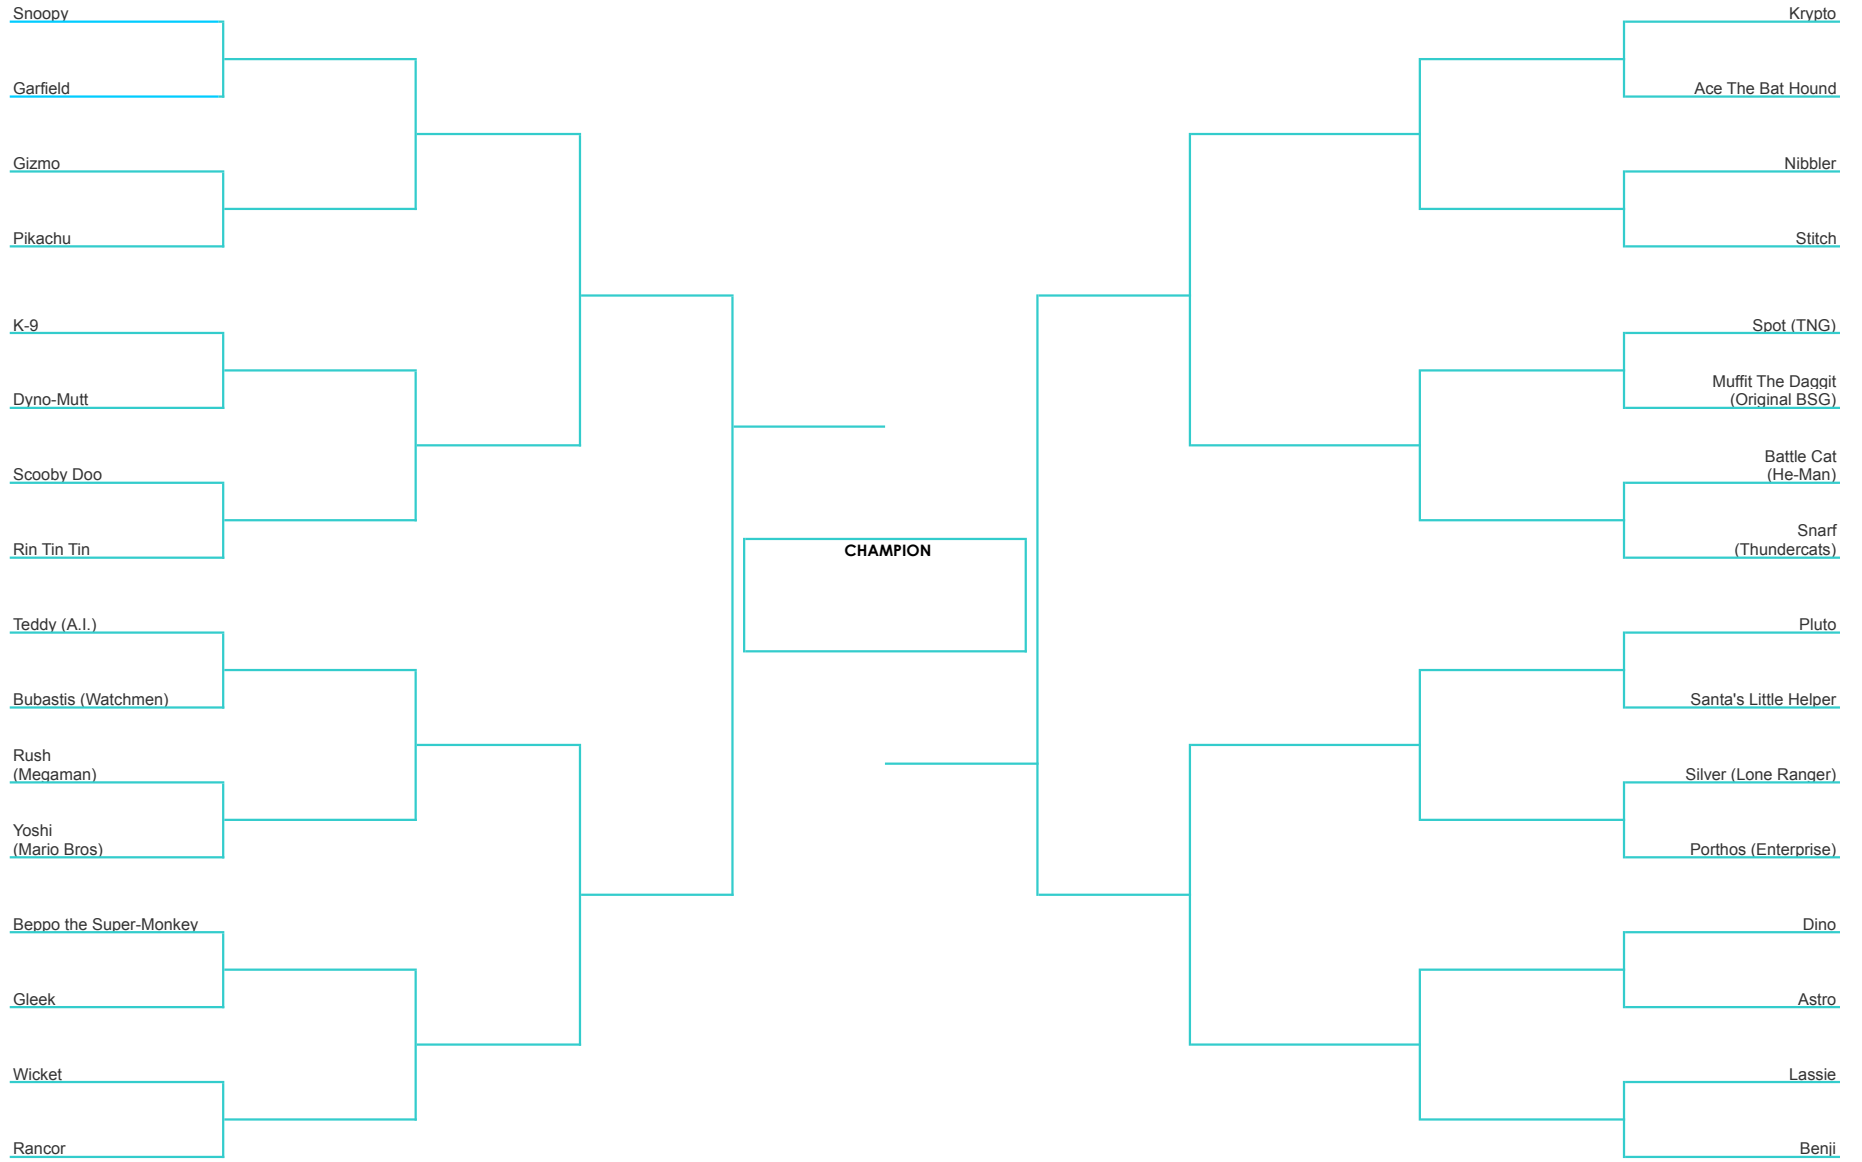 Snoopy
Garfield
Gizmo
Pikachu
K-9
Dyno-Mutt
Scooby Doo
Rin Tin Tin
Teddy (A.I.)
Bubastis (Watchmen)
Rush
(Megaman)
Yoshi
(Mario Bros)
Beppo the Super-Monkey
Gleek
Wicket
Rancor
CHAMPION
Krypto
Ace The Bat Hound
Nibbler
Stitch
Spot (TNG)
Muffit The Daggit
(Original BSG)
Battle Cat
(He-Man)
Snarf
(Thundercats)
Pluto
Santa's Little Helper
Silver (Lone Ranger)
Porthos (Enterprise)
Dino
Astro
Lassie
Benji